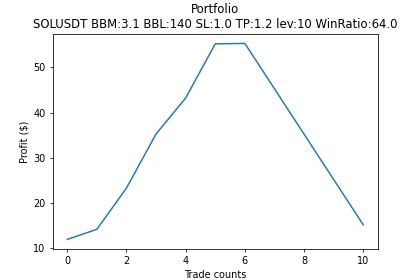 Portfolio
SOLUSDT BBM:3.1 BBL:140 SL:1.0 TP:1.2 lev:10 WinRatio:64.0
50
40
30
20
10
Profit ($)
0 2 4 6 8 10
Trade counts